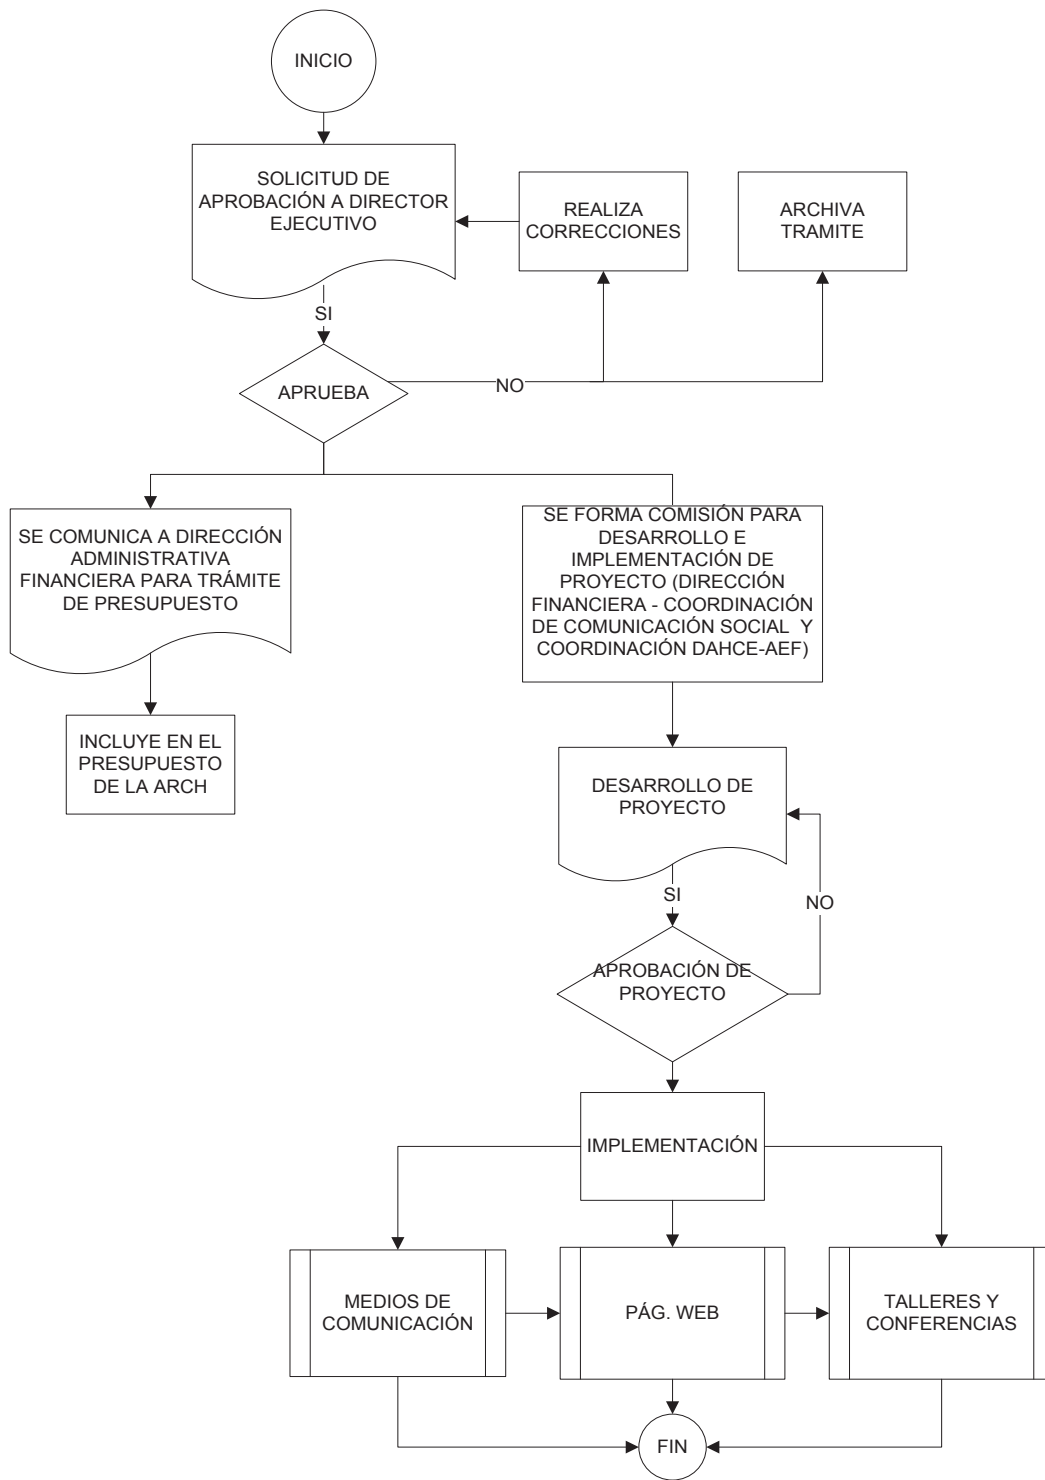 INICIO
SOLICITUD DE
APROBACIÓN A DIRECTOR
EJECUTIVO
REALIZA
CORRECCIONES
ARCHIVA
TRAMITE
SI
APRUEBA
NO
SE COMUNICA A DIRECCIÓN
ADMINISTRATIVA
FINANCIERA PARA TRÁMITE
DE PRESUPUESTO
SE FORMA COMISIÓN PARA
DESARROLLO E
IMPLEMENTACIÓN DE
PROYECTO (DIRECCIÓN
FINANCIERA - COORDINACIÓN
DE COMUNICACIÓN SOCIAL Y
COORDINACIÓN DAHCE-AEF)
INCLUYE EN EL
PRESUPUESTO
DE LA ARCH
DESARROLLO DE
PROYECTO
SI
NO
APROBACIÓN DE
PROYECTO
IMPLEMENTACIÓN
MEDIOS DE
COMUNICACIÓN
PÁG. WEB
TALLERES Y
CONFERENCIAS
FIN